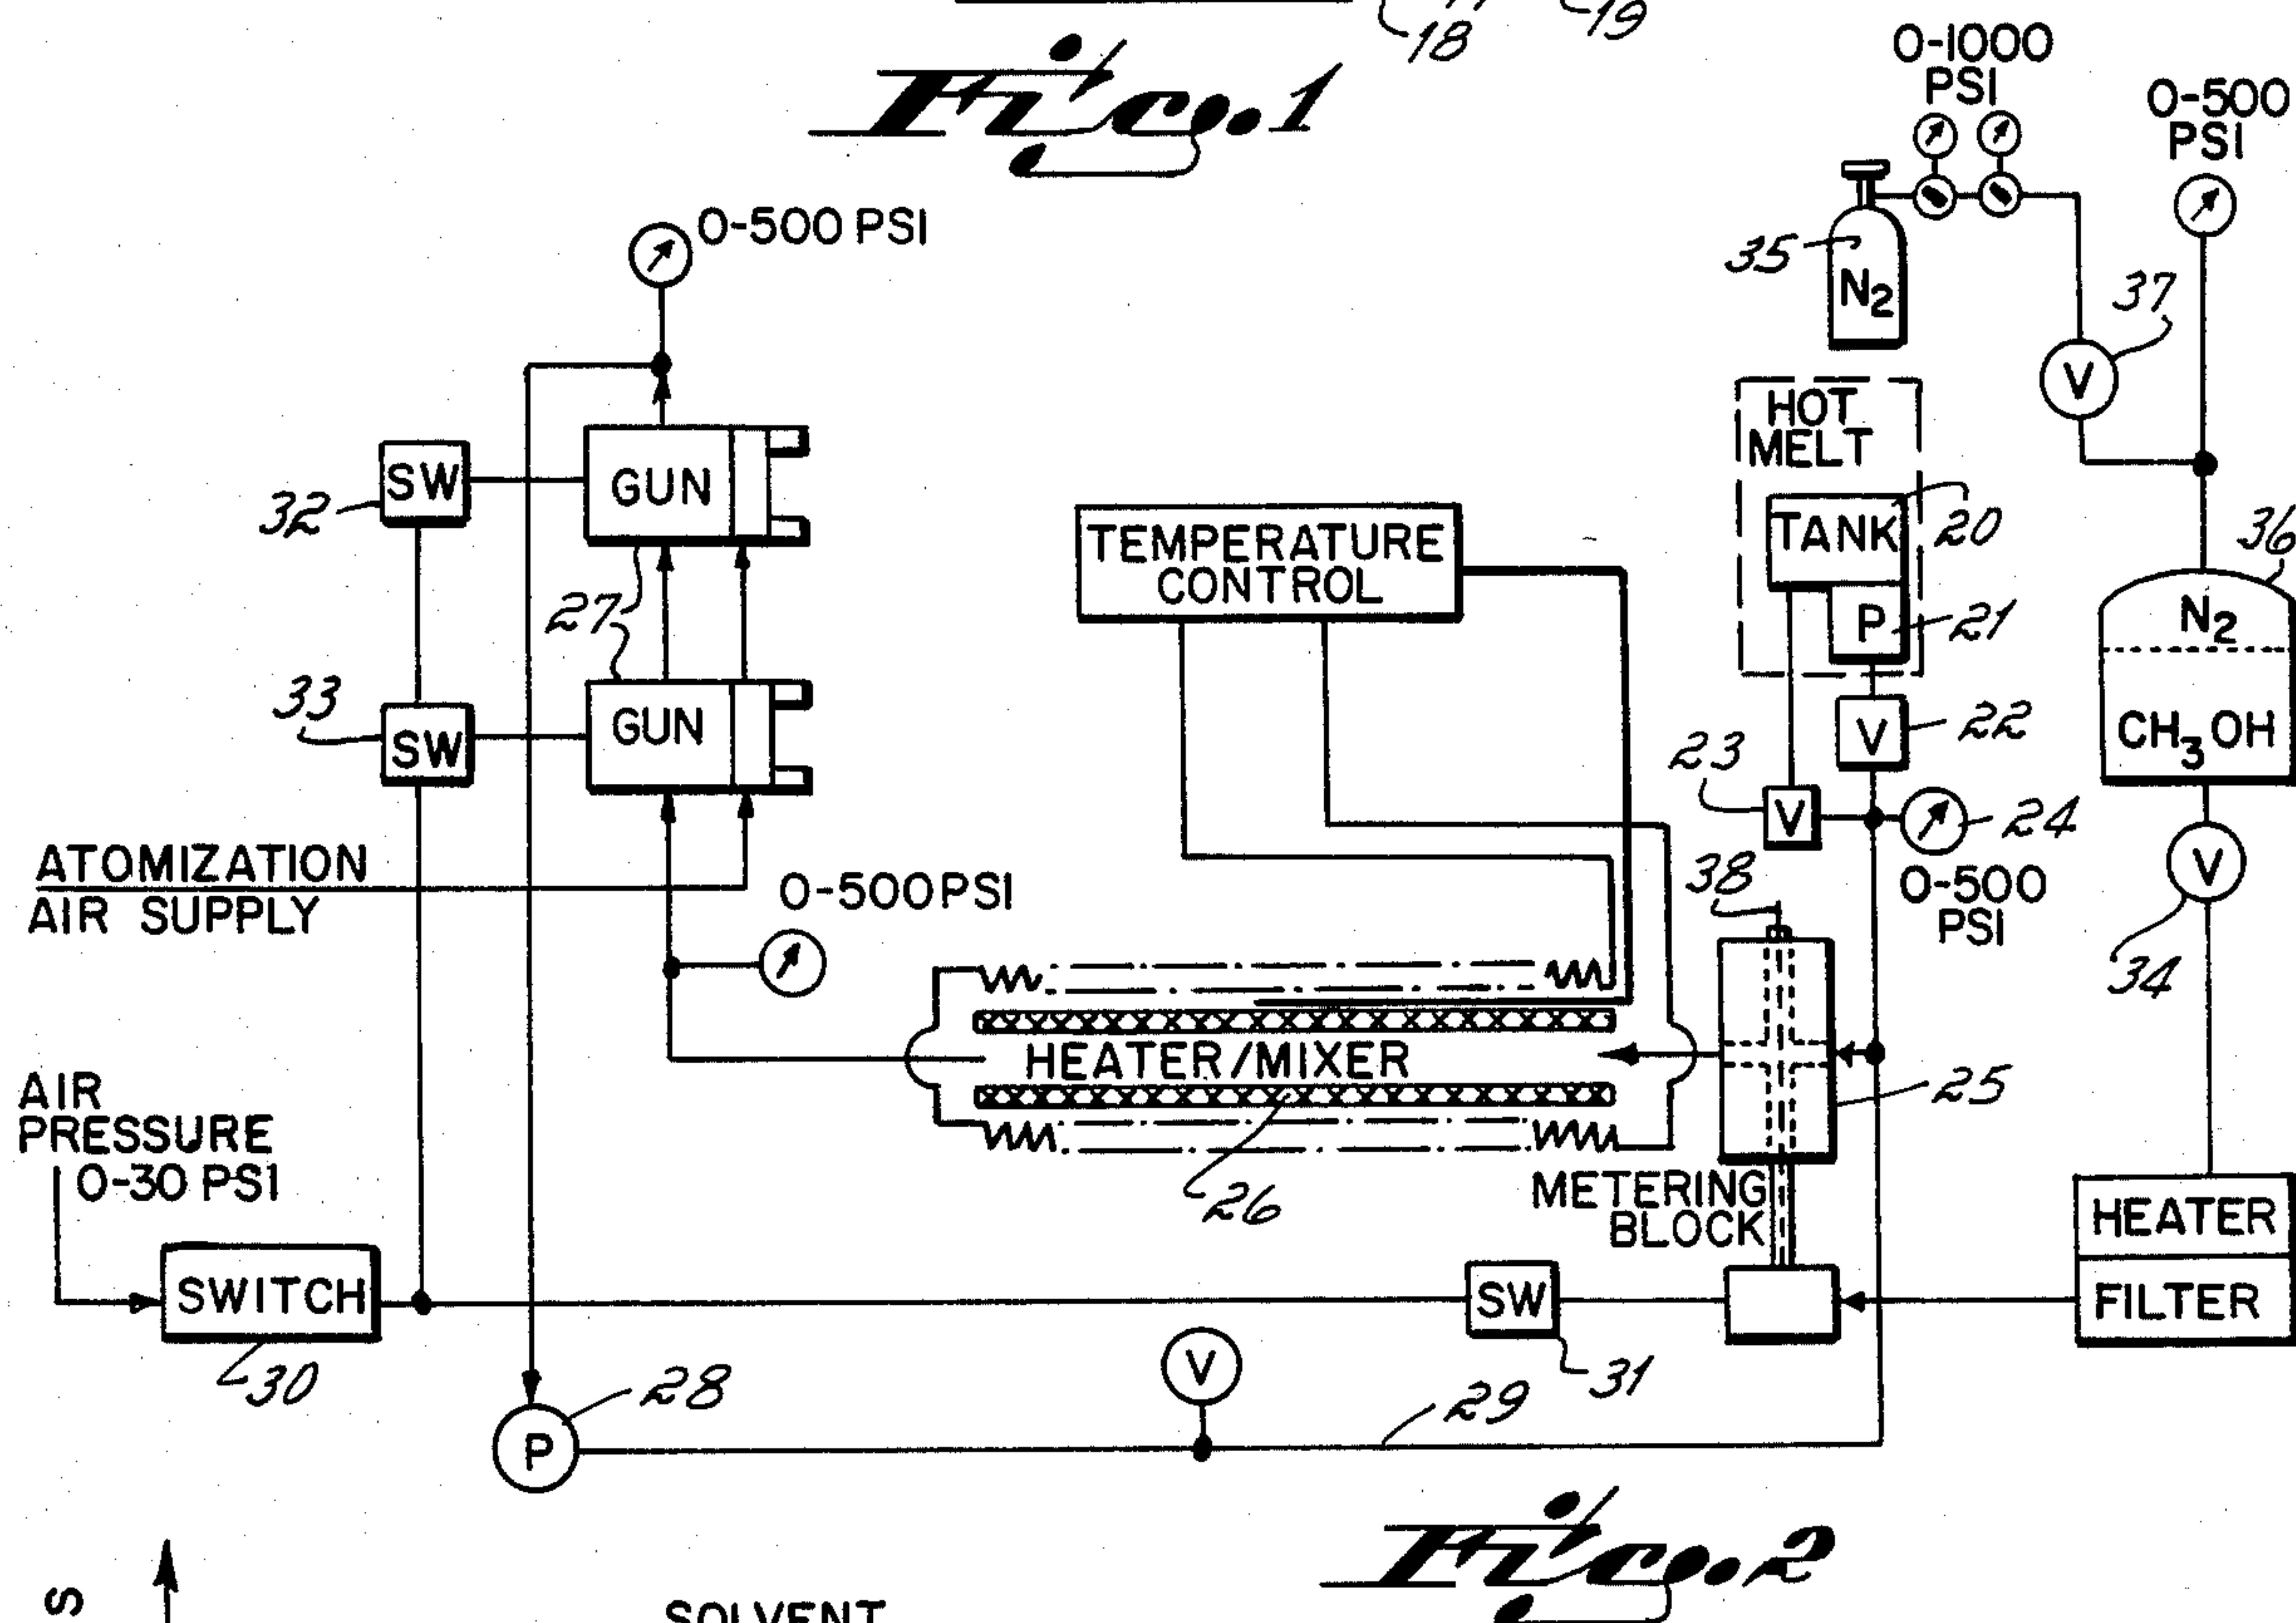 18
19
Fig. 1
0-1000
PSI
0-500
PSI
0-500 PSI
35
N2
37
V
HOT
MELT
TANK
20
P
21
36
N2
CH3OH
SW
32
GUN
27
TEMPERATURE
CONTROL
33
SW
GUN
V
22
23
V
24
0-500
PSI
V
34
38
ATOMIZATION
AIR SUPPLY
0-500 PSI
HEATER/MIXER
25
26
METERING
BLOCK
AIR
PRESSURE
0-30 PSI
SWITCH
30
SW
31
HEATER
FILTER
V
28
P
29
Fig. 2
S
SOLVENT